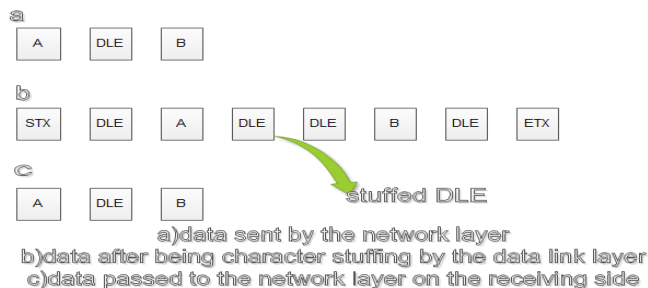 a
A DLE B
b
STX DLE A DLE DLE B DLE ETX
c
stuffed DLE
A DLE B
a)data sent by the network layer
b)data after being character stuffing by the data link layer
c)data passed to the network layer on the receiving side